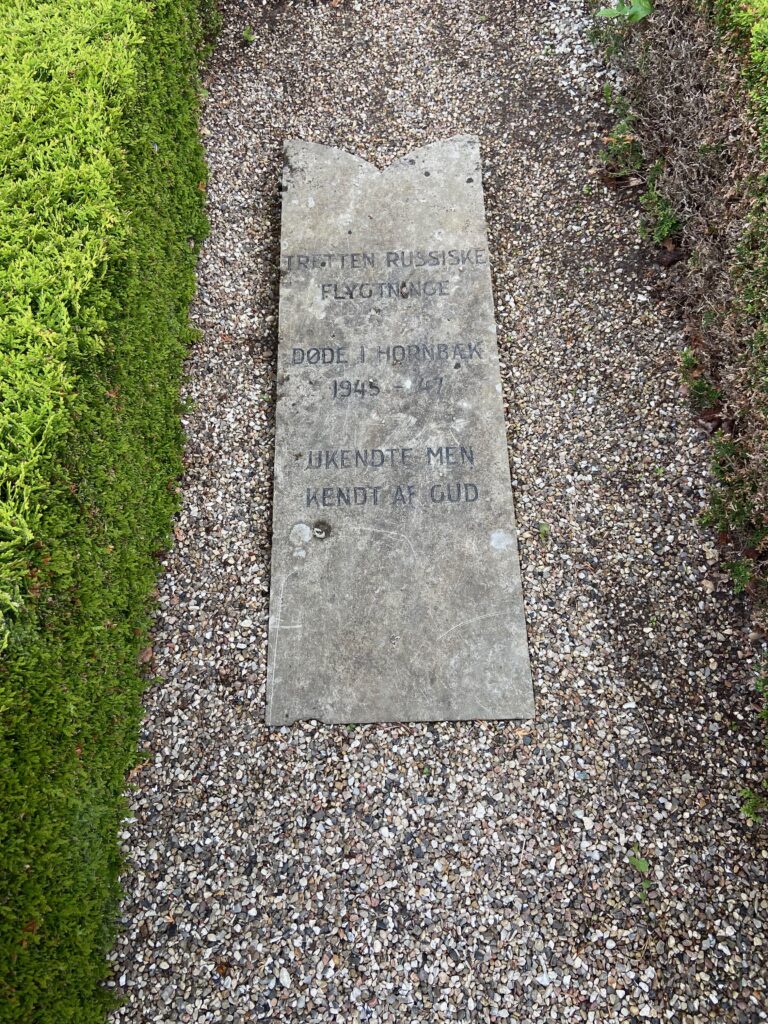 TRETTEN RUSSISKE
FLYGTNINGE
DØDE I HORNBÆK
1945 - 47
UKENDTE MEN
KENDT AF GUD